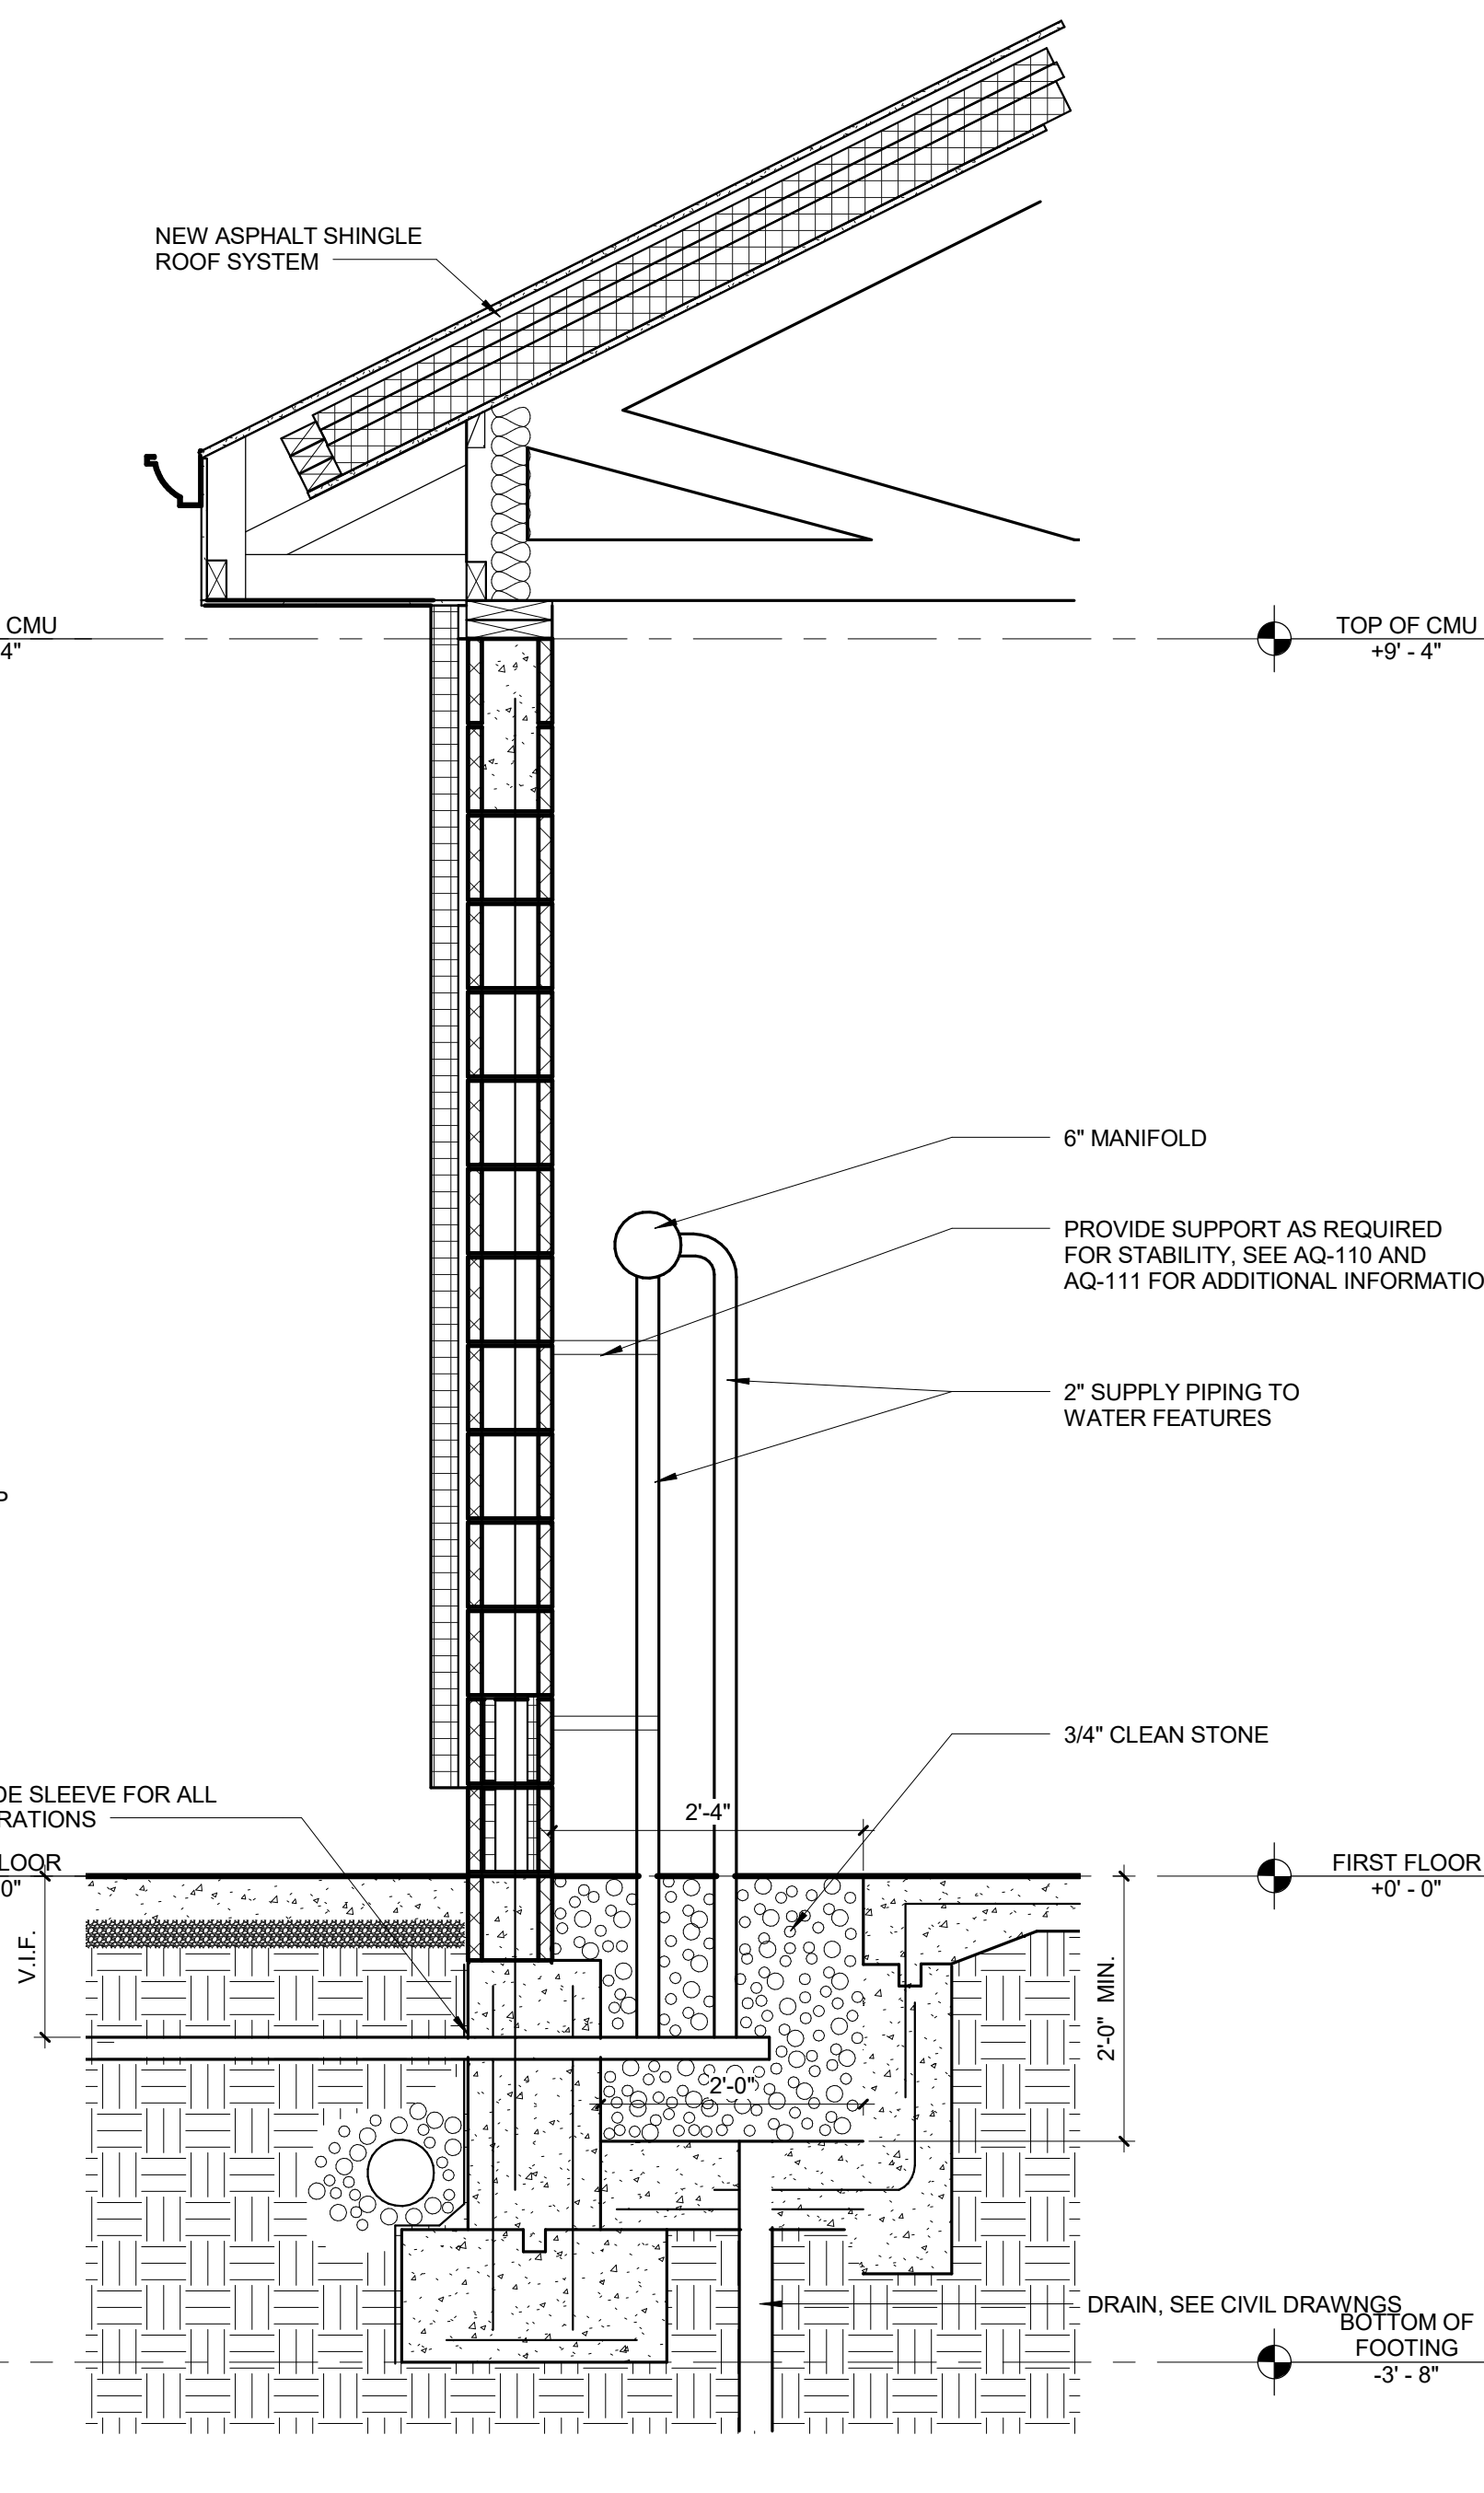 NEW ASPHALT SHINGLE
ROOF SYSTEM
CMU
4"
TOP OF CMU
+9' - 4"
6" MANIFOLD
PROVIDE SUPPORT AS REQUIRED
FOR STABILITY, SEE AQ-110 AND
AQ-111 FOR ADDITIONAL INFORMATIO
2" SUPPLY PIPING TO
WATER FEATURES
P
3/4" CLEAN STONE
DE SLEEVE FOR ALL
RATIONS
2'-4"
LOOR
0"
FIRST FLOOR
+0' - 0"
V.I.F.
2'-0" MIN.
2'-0"
DRAIN, SEE CIVIL DRAWNGS
BOTTOM OF
FOOTING
-3' - 8"